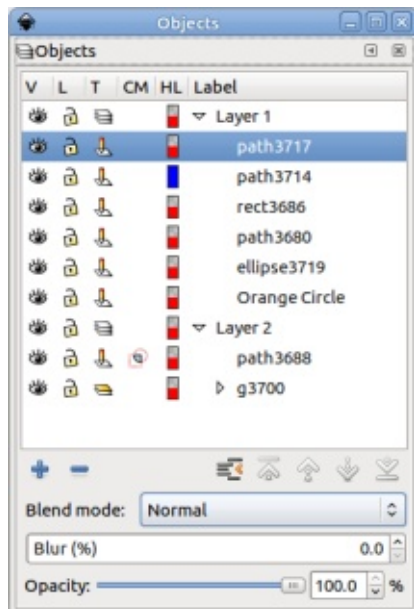 Objects
Objects
V L T CM HL Label
Layer 1
path3717
path3714
rect3686
path3680
ellipse3719
Orange Circle
Layer 2
path3688
g3700
Blend mode: Normal
Blur (%) 0.0
Opacity: 100.0 %